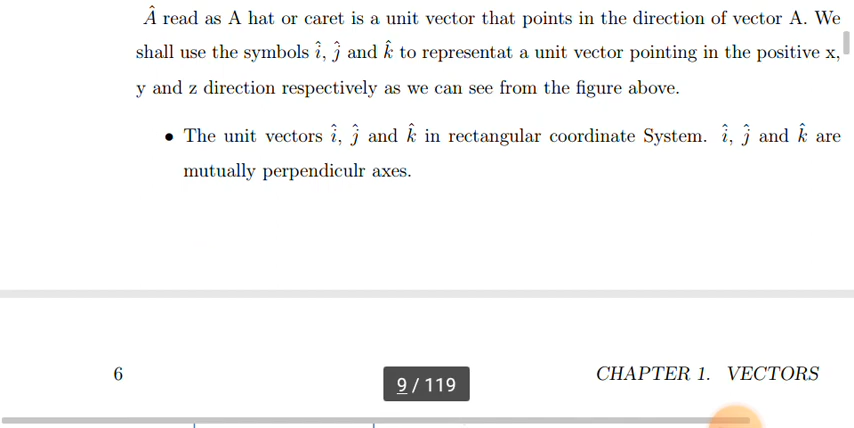 Â read as A hat or caret is a unit vector that points in the direction of vector A. We
shall use the symbols î, ĵ and k̂ to representat a unit vector pointing in the positive x,
y and z direction respectively as we can see from the figure above.
• The unit vectors î, ĵ and k̂ in rectangular coordinate System. î, ĵ and k̂ are
mutually perpendiculr axes.
9 / 119
6 CHAPTER 1. VECTORS